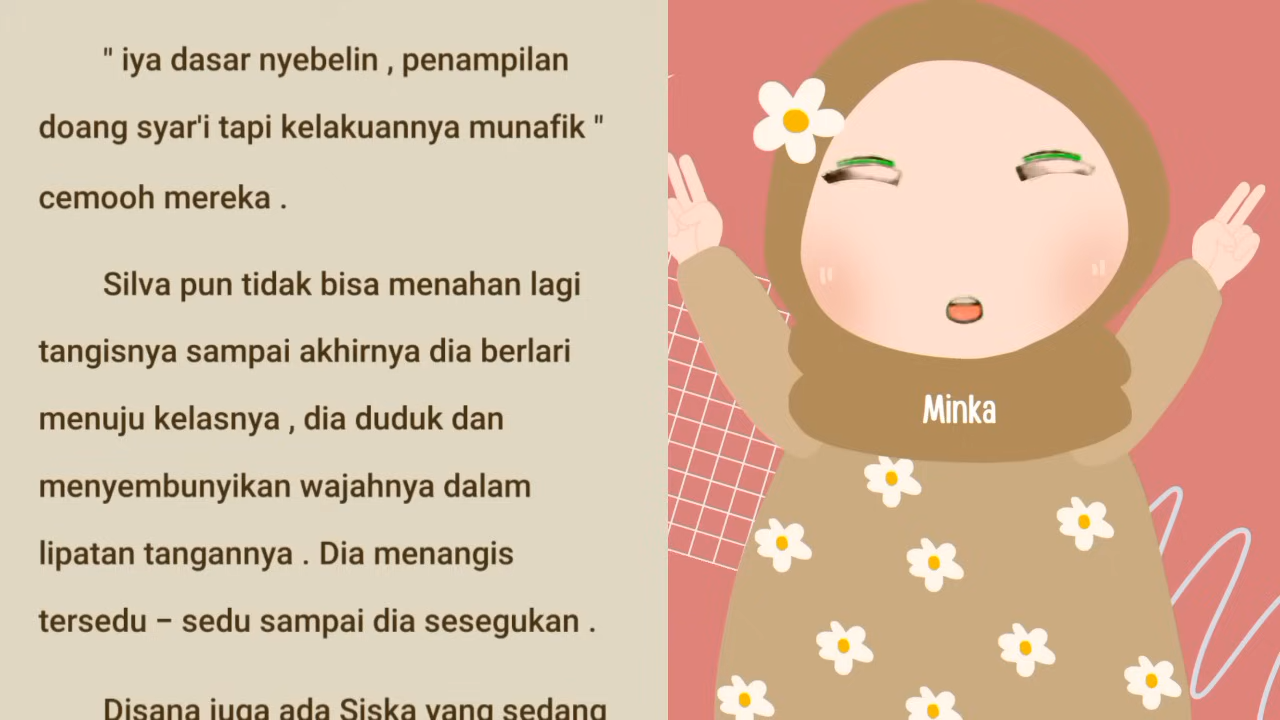 " iya dasar nyebelin , penampilan
doang syar'i tapi kelakuannya munafik "
cemooh mereka .
Silva pun tidak bisa menahan lagi
tangisnya sampai akhirnya dia berlari
menuju kelasnya , dia duduk dan
menyembunyikan wajahnya dalam
lipatan tangannya . Dia menangis
tersedu – sedu sampai dia sesegukan .
Disana juga ada Siska yang sedang
Minka